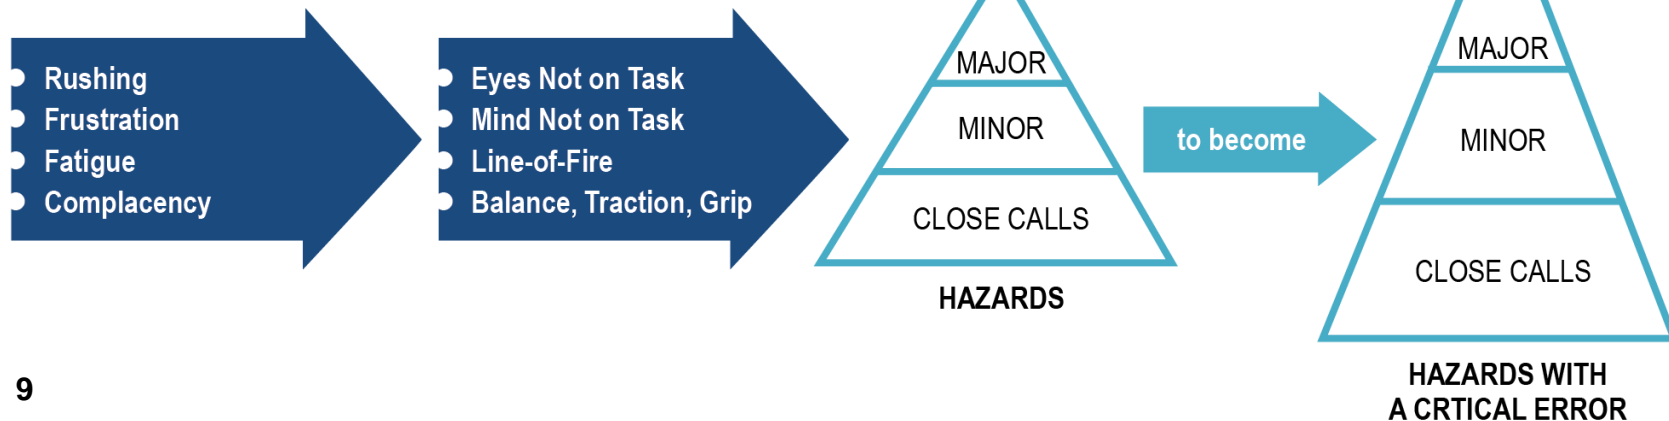 Rushing
Frustration
Fatigue
Complacency
Eyes Not on Task
Mind Not on Task
Line-of-Fire
Balance, Traction, Grip
MAJOR
MINOR
CLOSE CALLS
HAZARDS
to become
MAJOR
MINOR
CLOSE CALLS
HAZARDS WITH
A CRTICAL ERROR
9